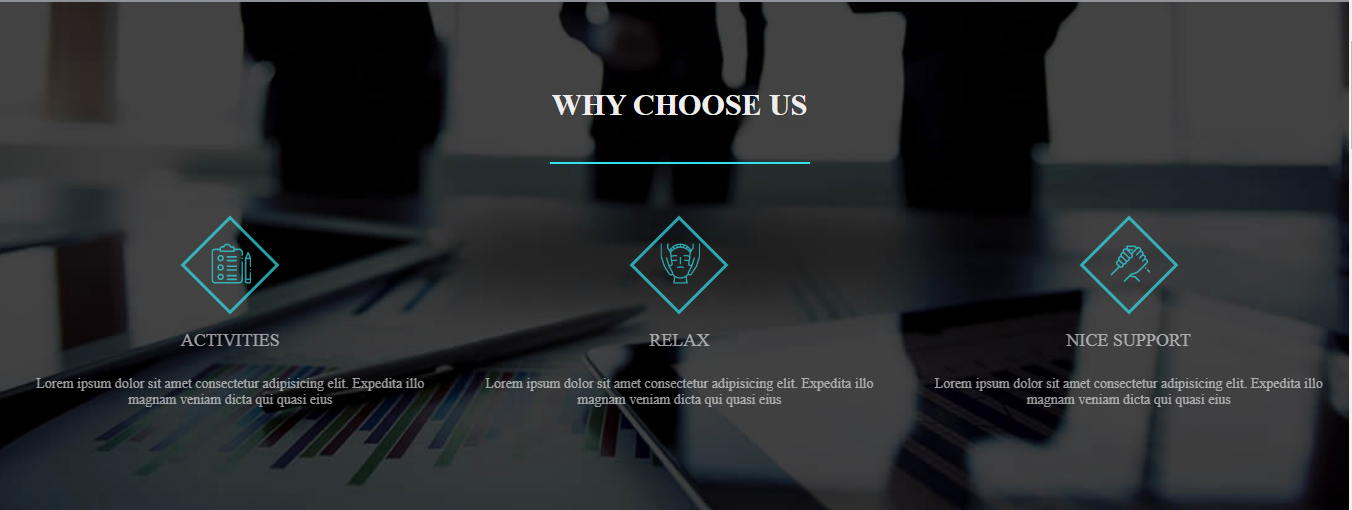 WHY CHOOSE US
ACTIVITIES
Lorem ipsum dolor sit amet consectetur adipisicing elit. Expedita illo
magnam veniam dicta qui quasi eius
RELAX
Lorem ipsum dolor sit amet consectetur adipisicing elit. Expedita illo
magnam veniam dicta qui quasi eius
NICE SUPPORT
Lorem ipsum dolor sit amet consectetur adipisicing elit. Expedita illo
magnam veniam dicta qui quasi eius